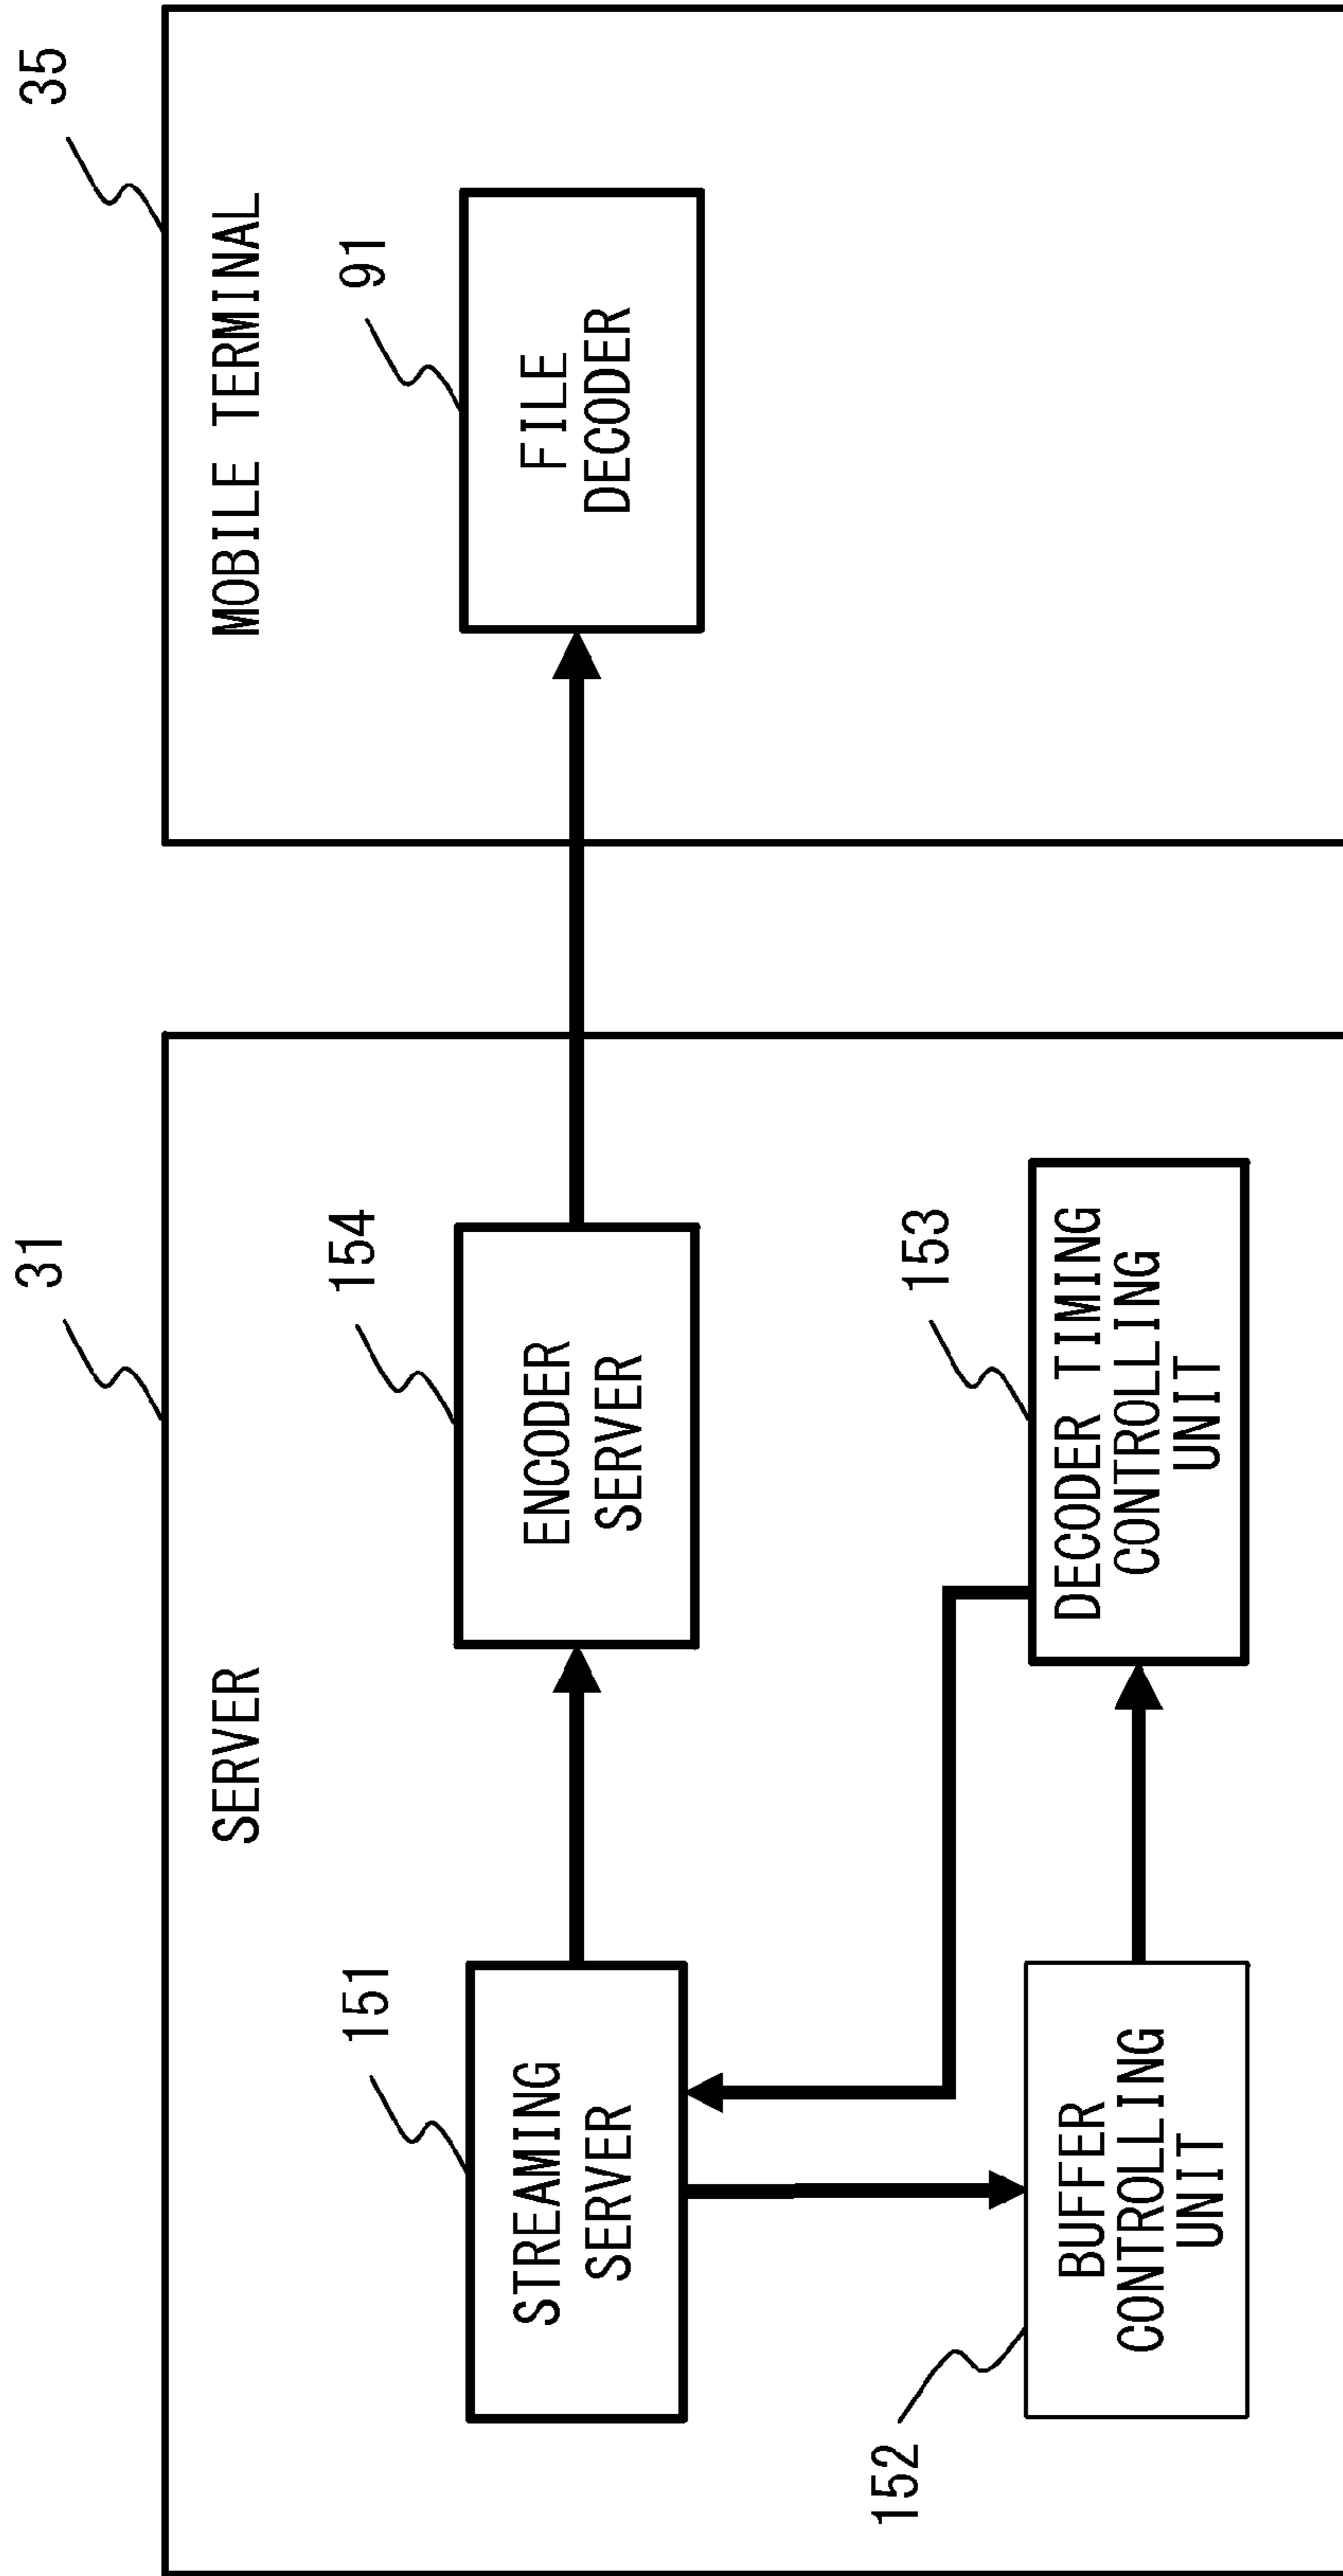 31
35
SERVER
MOBILE TERMINAL
151
154
91
STREAMING
SERVER
ENCODER
SERVER
FILE
DECODER
152
153
BUFFER
CONTROLLING
UNIT
DECODER TIMING
CONTROLLING
UNIT